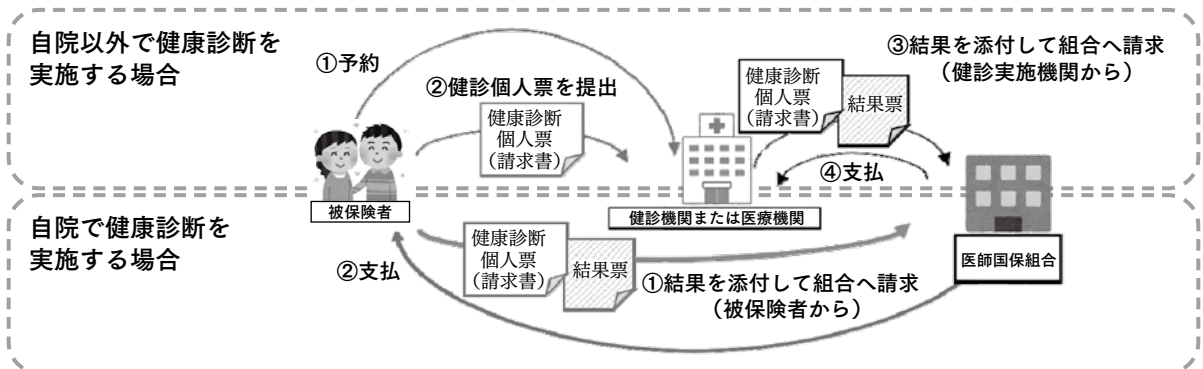 自院以外で健康診断を
実施する場合
①予約
②健診個人票を提出
健康診断
個人票
(請求書)
③結果を添付して組合へ請求
(健診実施機関から)
健康診断
個人票
(請求書)
結果票
④支払
被保険者
健診機関または医療機関
医師国保組合
自院で健康診断を
実施する場合
②支払
健康診断
個人票
(請求書)
結果票
①結果を添付して組合へ請求
(被保険者から)